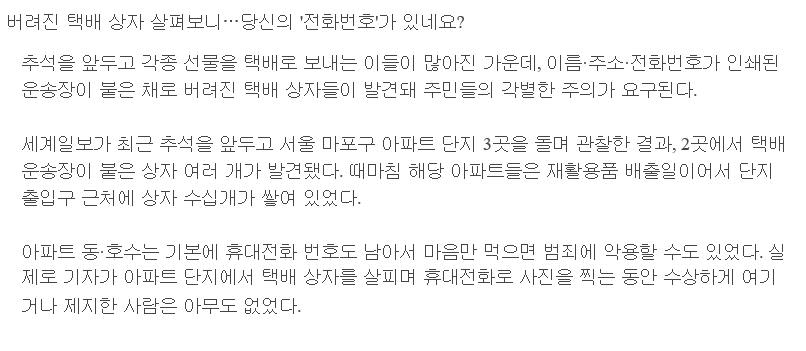 버려진 택배 상자 살펴보니…당신의 '전화번호'가 있네요?
추석을 앞두고 각종 선물을 택배로 보내는 이들이 많아진 가운데, 이름·주소·전화번호가 인쇄된
운송장이 붙은 채로 버려진 택배 상자들이 발견돼 주민들의 각별한 주의가 요구된다.
세계일보가 최근 추석을 앞두고 서울 마포구 아파트 단지 3곳을 돌며 관찰한 결과, 2곳에서 택배
운송장이 붙은 상자 여러 개가 발견됐다. 때마침 해당 아파트들은 재활용품 배출일이어서 단지
출입구 근처에 상자 수십개가 쌓여 있었다.
아파트 동·호수는 기본에 휴대전화 번호도 남아서 마음만 먹으면 범죄에 악용할 수도 있었다. 실
제로 기자가 아파트 단지에서 택배 상자를 살피며 휴대전화로 사진을 찍는 동안 수상하게 여기
거나 제지한 사람은 아무도 없었다.